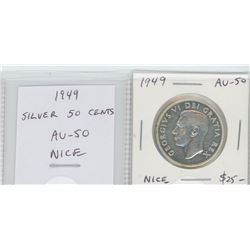 1949
SILVER 50 CENTS
AU-50
NICE
1949 AU-50
GEORGIVS VI DEI GRATIA REX
NICE $25-